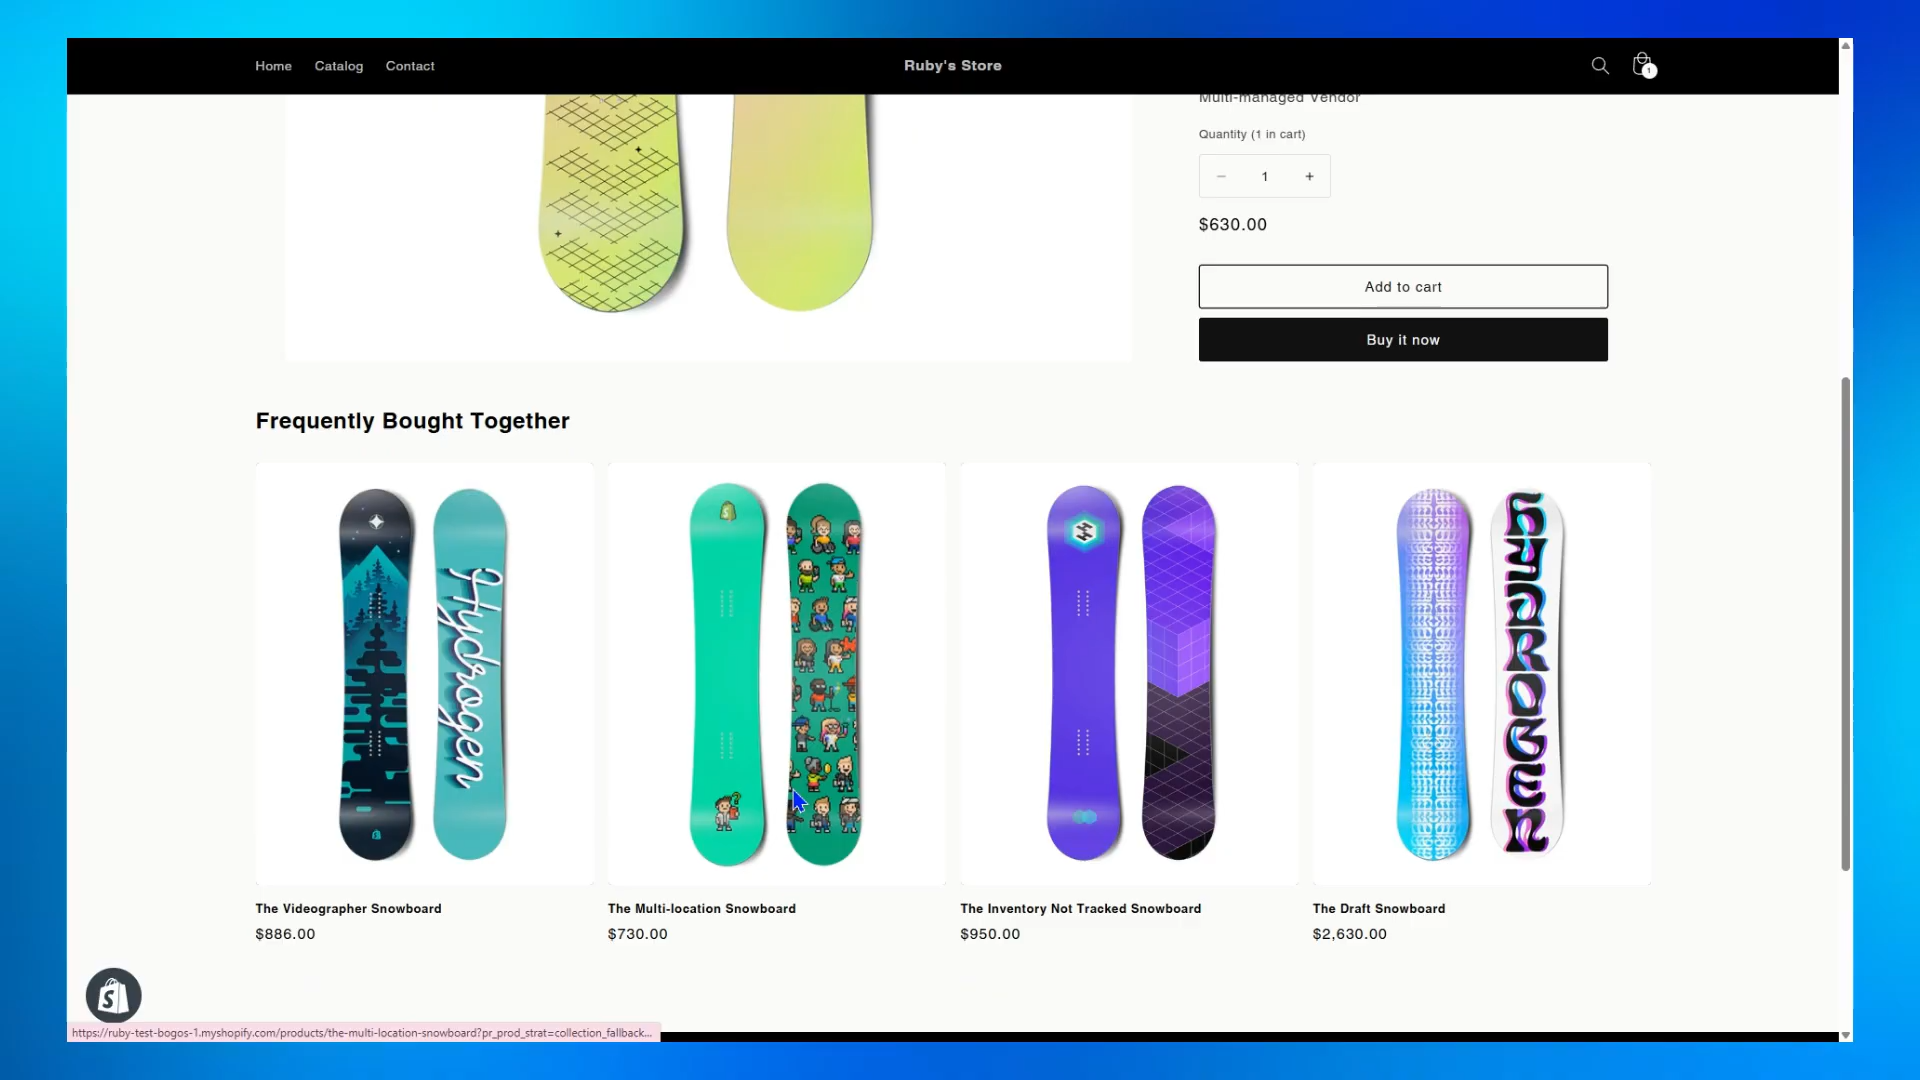 Home Catalog Contact
Ruby's Store
1
Multi-managed Vendor
Quantity (1 in cart)
− 1 +
$630.00
Add to cart
Buy it now
Frequently Bought Together
Hydrogen
The Videographer Snowboard
$886.00
The Multi-location Snowboard
$730.00
The Inventory Not Tracked Snowboard
$950.00
The Draft Snowboard
$2,630.00
https://ruby-test-bogos-1.myshopify.com/products/the-multi-location-snowboard?pr_prod_strat=collection_fallback...